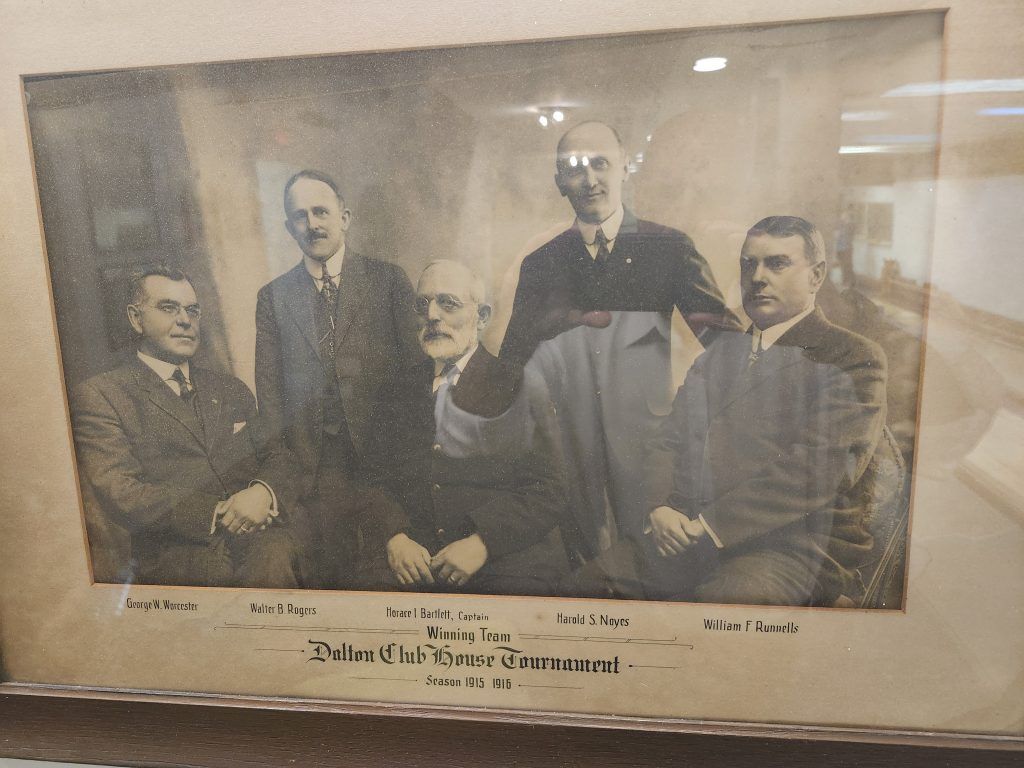 George W. Worcester
Walter B Rogers
Horace I Bartlett, Captain
Harold S. Noyes
William F Runnells
Winning Team
Dalton Club House Tournament
Season 1915 1916